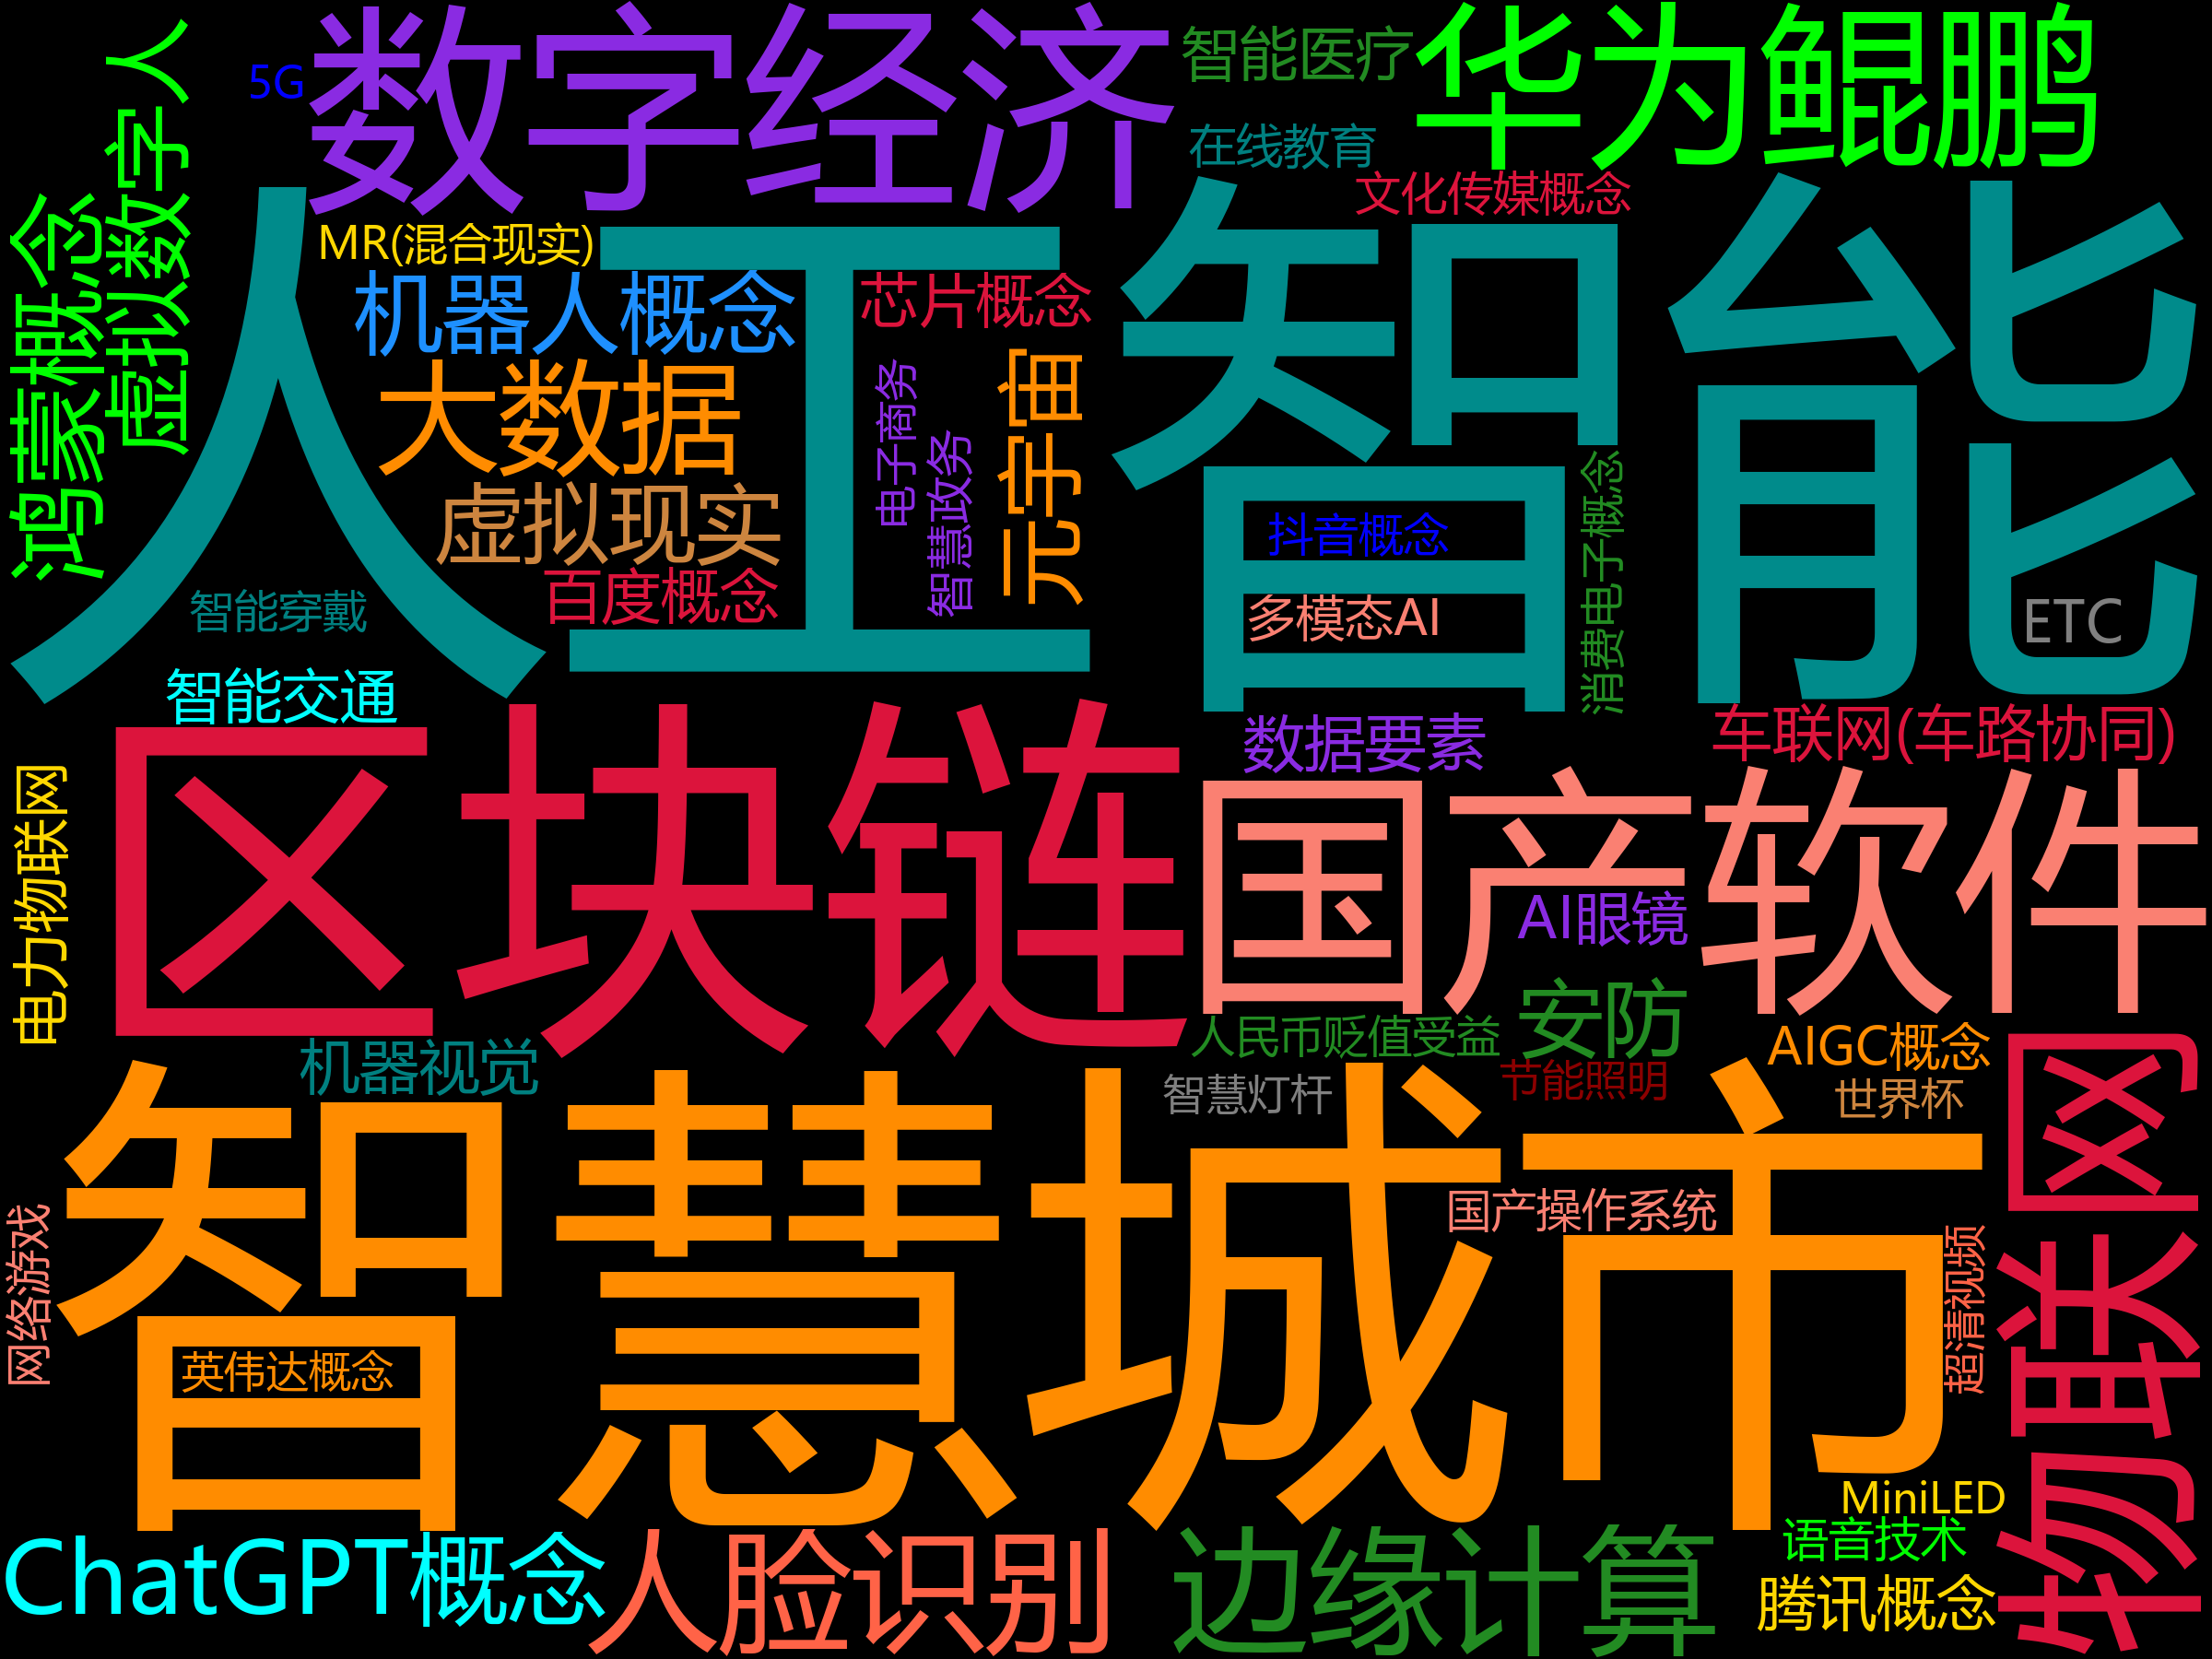 数字经济
智能医疗
华为鲲鹏
虚拟数字人
5G
在线教育
文化传媒概念
鸿蒙概念
人工智能
MR(混合现实)
机器人概念
芯片概念
大数据
元宇宙
电子商务
智慧政务
虚拟现实
抖音概念
消费电子概念
百度概念
智能穿戴
多模态AI
ETC
智能交通
数据要素
车联网(车路协同)
区块链
国产软件
电力物联网
AI眼镜
安防
人民币贬值受益
AIGC概念
机器视觉
节能照明
智慧灯杆
世界杯
物联网
智慧城市
国产操作系统
网络游戏
超清视频
英伟达概念
MiniLED
ChatGPT概念
人脸识别
边缘计算
语音技术
腾讯概念